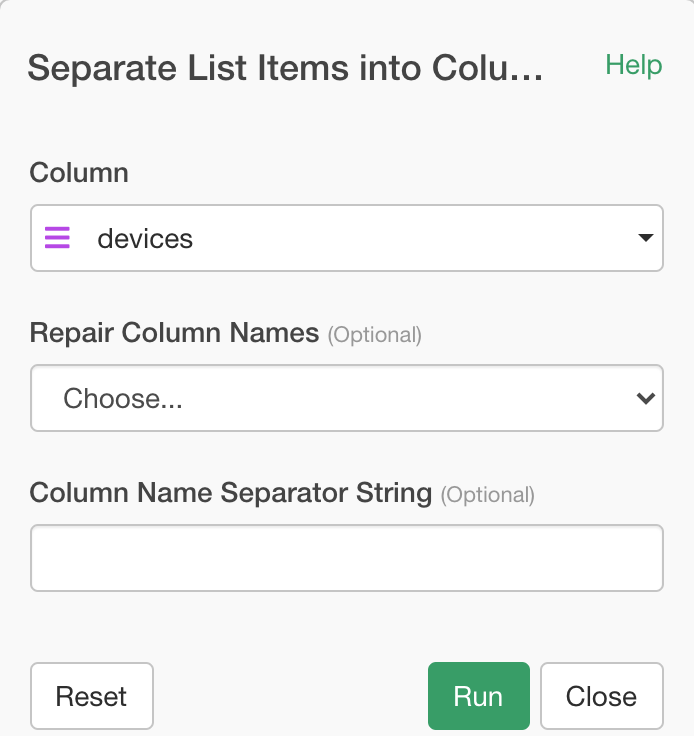 Separate List Items into Colu...
Help
Column
devices
Repair Column Names (Optional)
Choose...
Column Name Separator String (Optional)
Reset
Run
Close